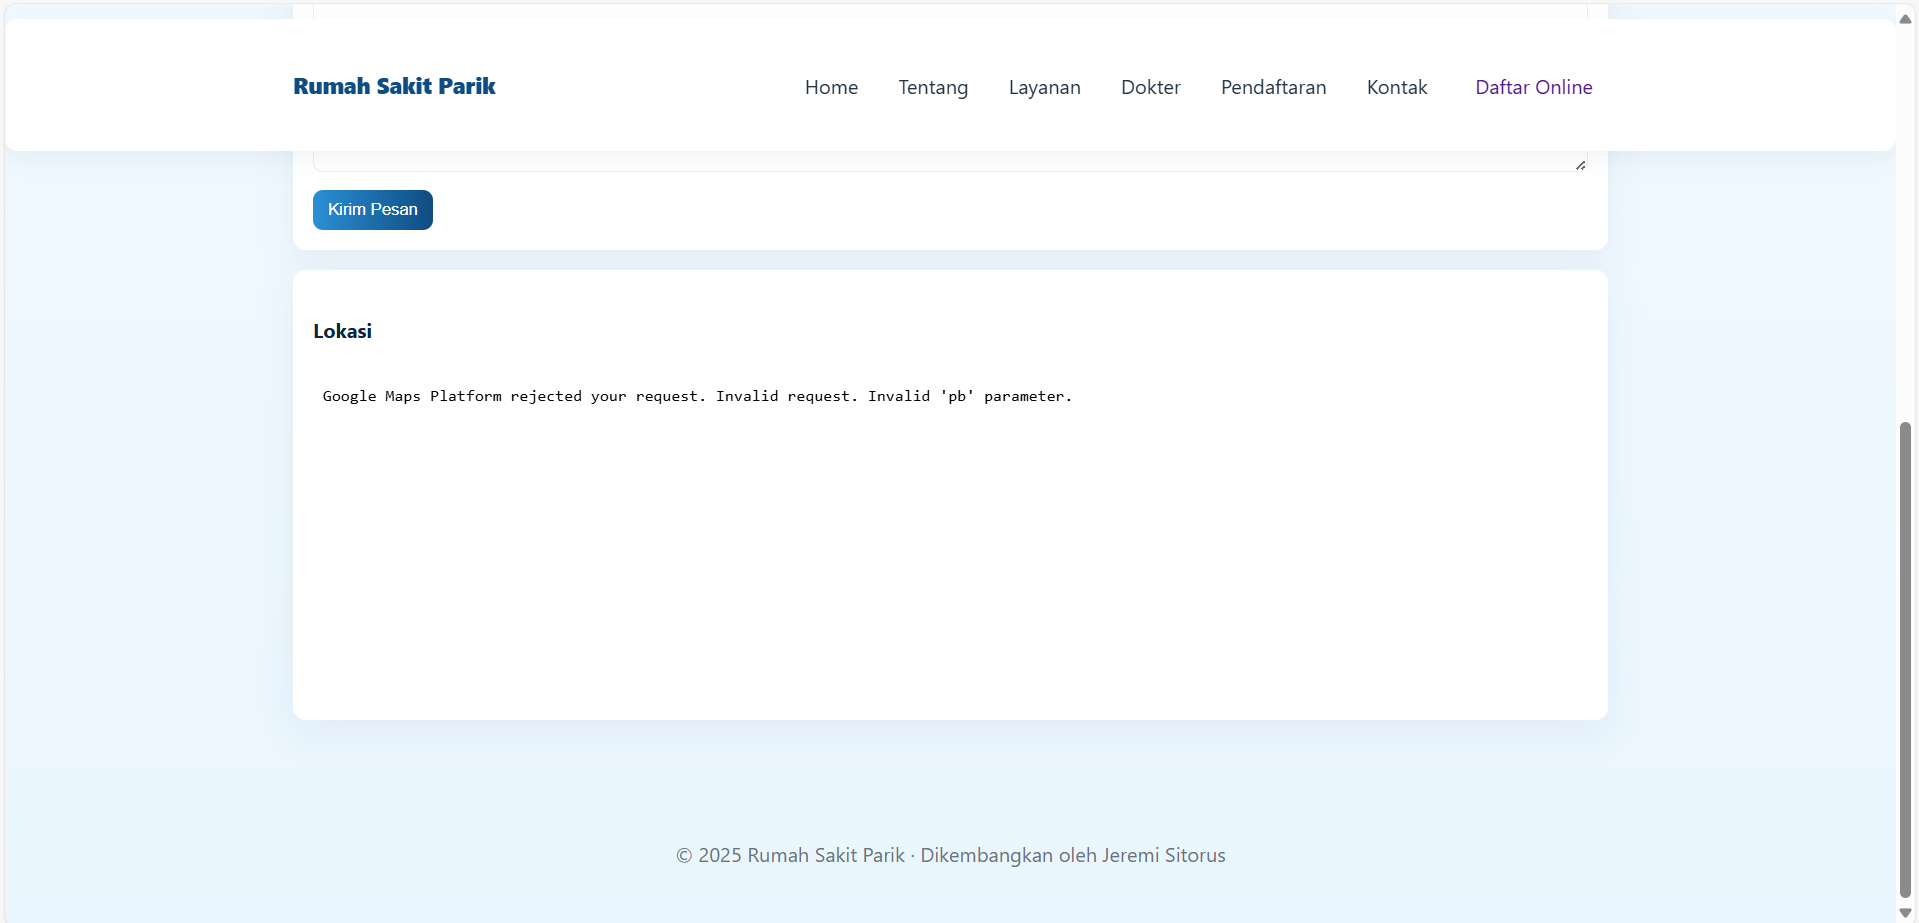 Rumah Sakit Parik
Home Tentang Layanan Dokter Pendaftaran Kontak Daftar Online
Kirim Pesan
Lokasi
Google Maps Platform rejected your request. Invalid request. Invalid 'pb' parameter.
© 2025 Rumah Sakit Parik · Dikembangkan oleh Jeremi Sitorus